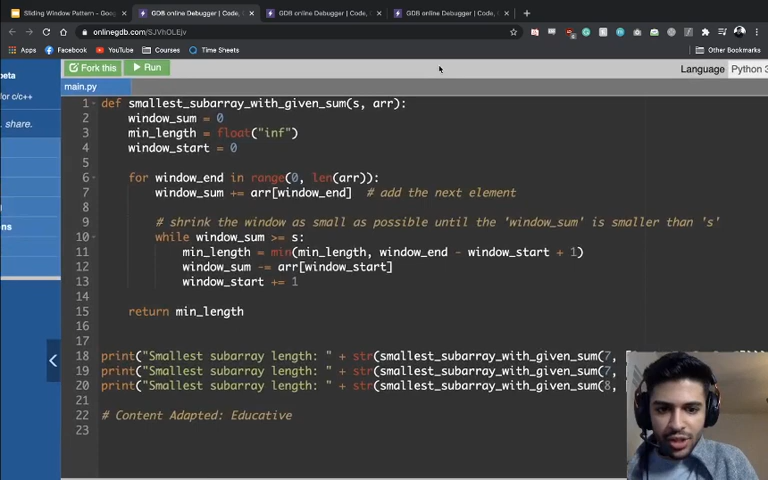 Sliding Window Pattern - Goog
GDB online Debugger | Code,
GDB online Debugger | Code,
GDB online Debugger | Code,
onlinegdb.com/SJVhOLEjv
Apps
Facebook
YouTube
Courses
Time Sheets
Other Bookmarks
beta
for c/c++
share.
ns
Fork this
Run
Language
Python 3
main.py
1 def smallest_subarray_with_given_sum(s, arr):
2 window_sum = 0
3 min_length = float("inf")
4 window_start = 0
5
6 for window_end in range(0, len(arr)):
7 window_sum += arr[window_end] # add the next element
8
9 # shrink the window as small as possible until the 'window_sum' is smaller than 's'
10 while window_sum >= s:
11 min_length = min(min_length, window_end - window_start + 1)
12 window_sum -= arr[window_start]
13 window_start += 1
14
15 return min_length
16
17
18 print("Smallest subarray length: " + str(smallest_subarray_with_given_sum(7,
19 print("Smallest subarray length: " + str(smallest_subarray_with_given_sum(7,
20 print("Smallest subarray length: " + str(smallest_subarray_with_given_sum(8,
21
22 # Content Adapted: Educative
23